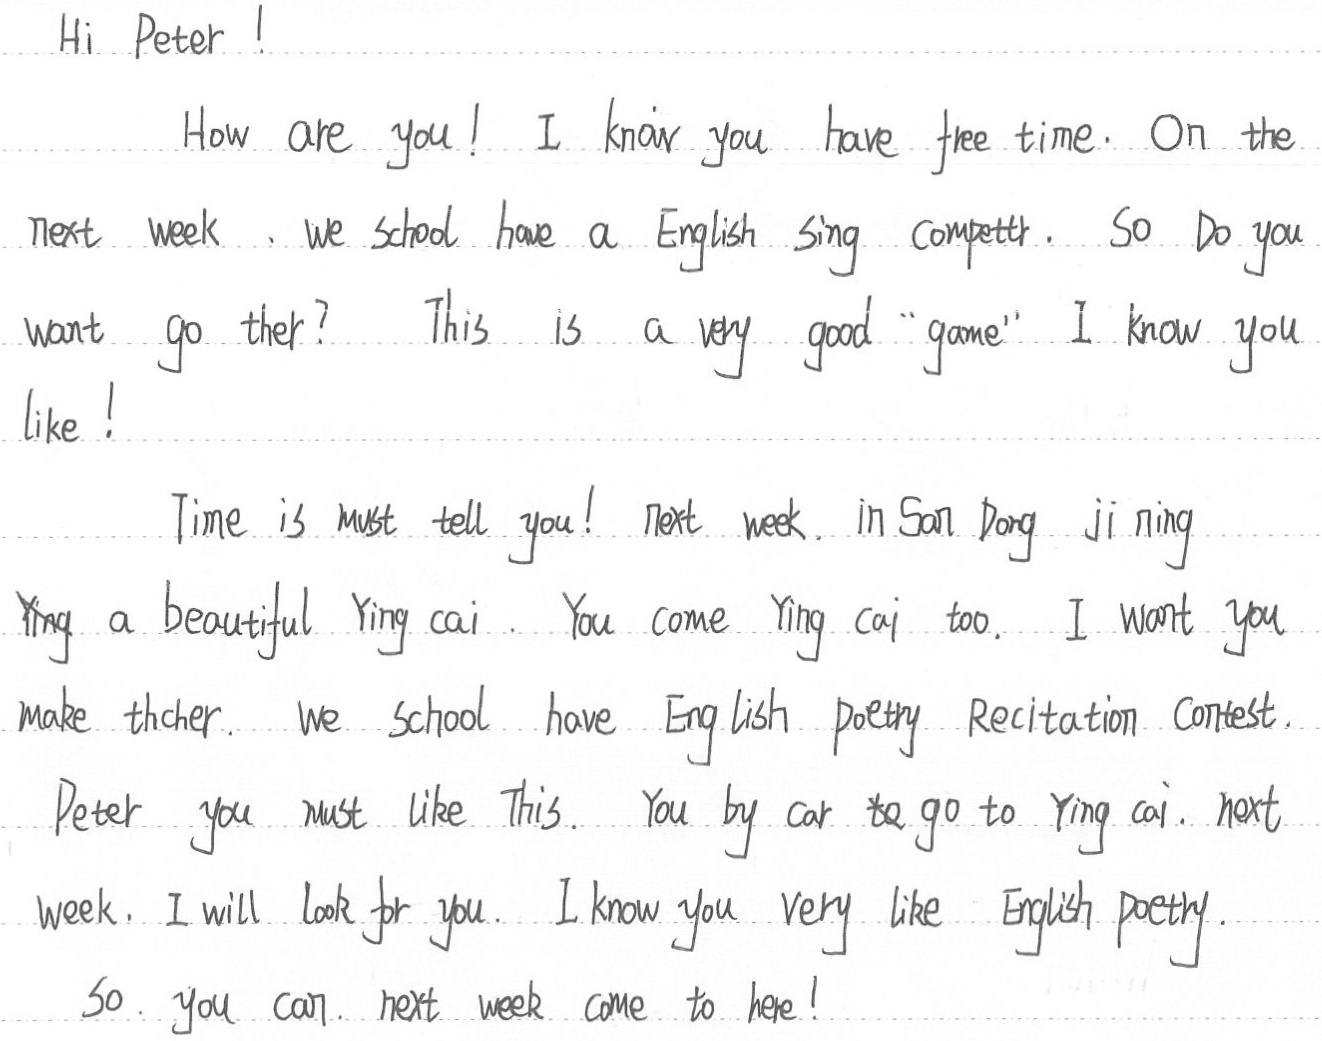 Hi Peter !
How are you! I know you have free time. On the
next week . we school have a English sing compettr. So Do you
want go ther? This is a very good "game" I know you
like !
Time is must tell you! next week. in San Dong ji ning
a beautiful Ying cai . You come Ying cai too. I want you
make thcher. We school have English poetry Recitation Contest.
Peter you must like This. You by car go to Ying cai. next
week. I will look for you. I know you very like English poetry.
So. you can. next week come to here!